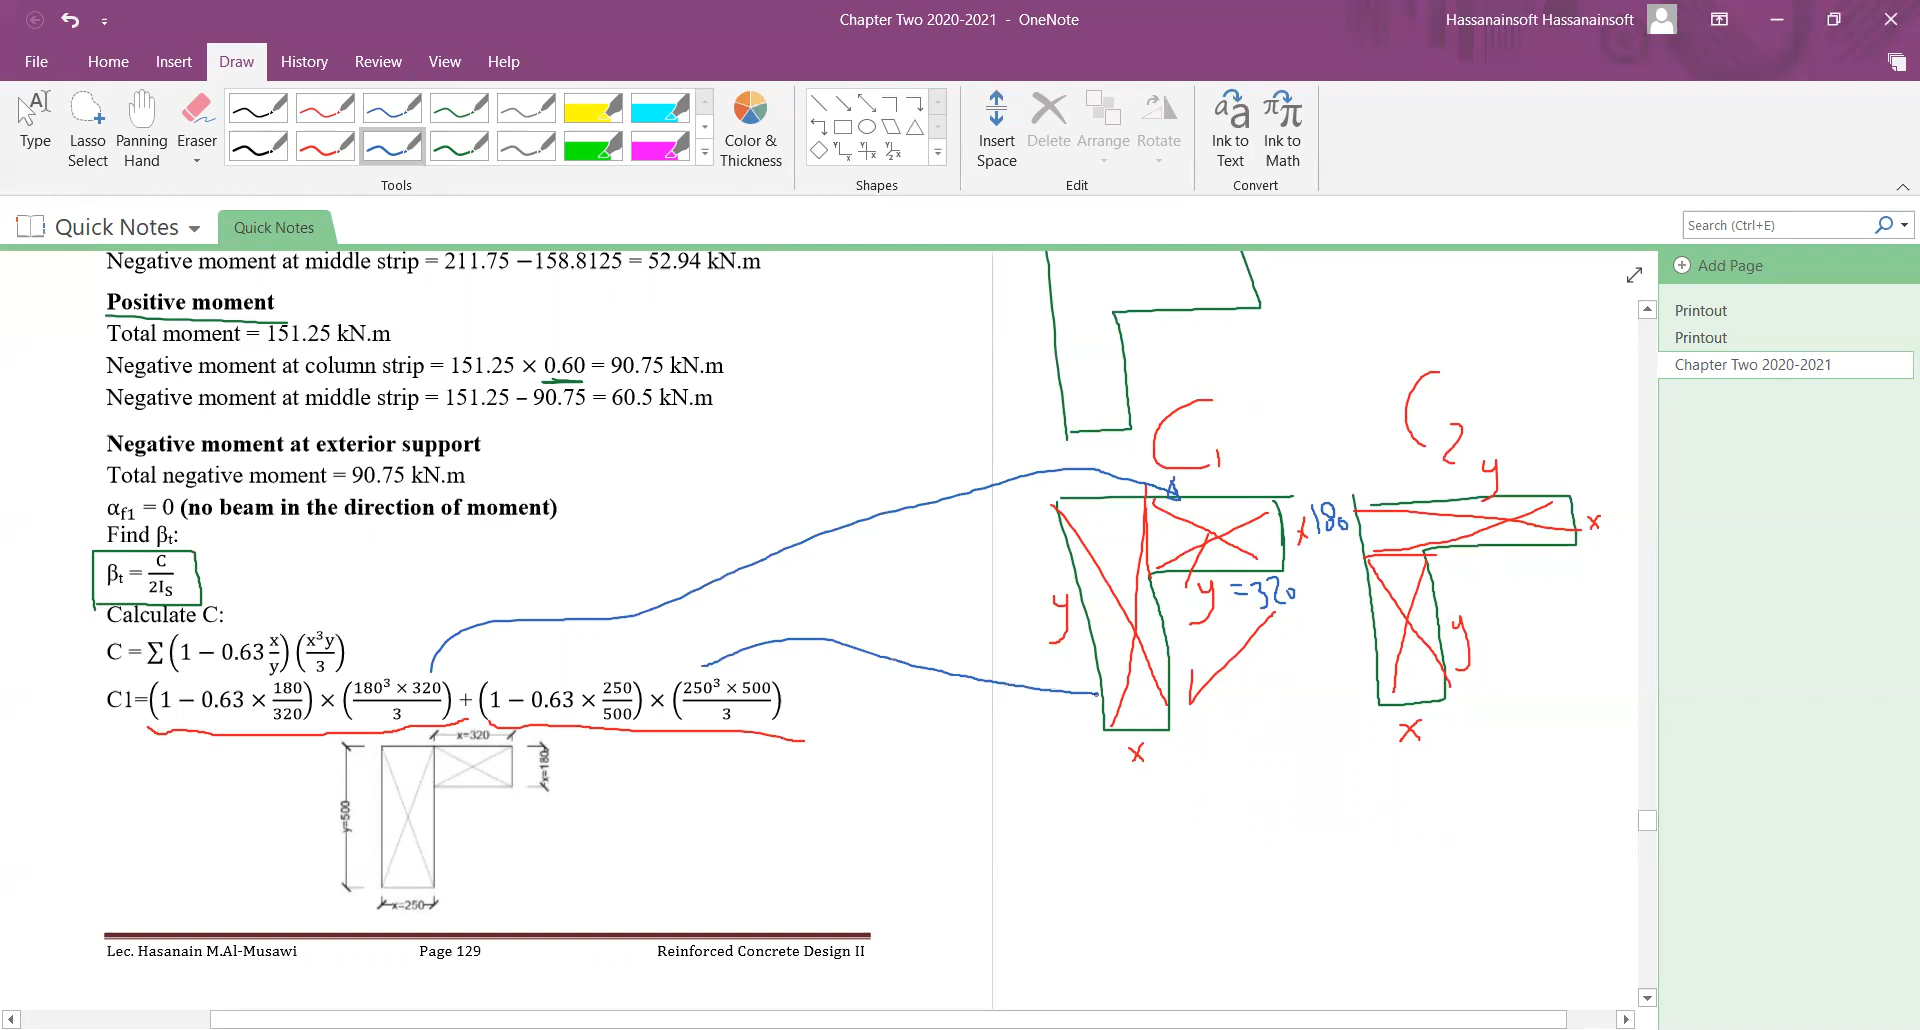 Chapter Two 2020-2021 - OneNote
Hassanainsoft Hassanainsoft
File Home Insert Draw History Review View Help
Type
Lasso Select
Panning Hand
Eraser
Color & Thickness
Insert Space
Delete
Arrange
Rotate
Ink to Text
Ink to Math
Tools
Shapes
Edit
Convert
Quick Notes
Quick Notes
Search (Ctrl+E)
Add Page
Printout
Printout
Chapter Two 2020-2021
Negative moment at middle strip = 211.75 −158.8125 = 52.94 kN.m
Positive moment
Total moment = 151.25 kN.m
Negative moment at column strip = 151.25 × 0.60 = 90.75 kN.m
Negative moment at middle strip = 151.25 – 90.75 = 60.5 kN.m
Negative moment at exterior support
Total negative moment = 90.75 kN.m
αf1 = 0 (no beam in the direction of moment)
Find βt:
βt = C/2Is
Calculate C:
C = ∑ (1 − 0.63 x/y) (x³y/3)
C1=(1 − 0.63 × 180/320) × (180³ × 320/3) + (1 − 0.63 × 250/500) × (250³ × 500/3)
x=320
x=180
y=500
x=250
Lec. Hasanain M.Al-Musawi Page 129 Reinforced Concrete Design II
C1
x 180
y = 320
y
x
C2
y
x
y
x